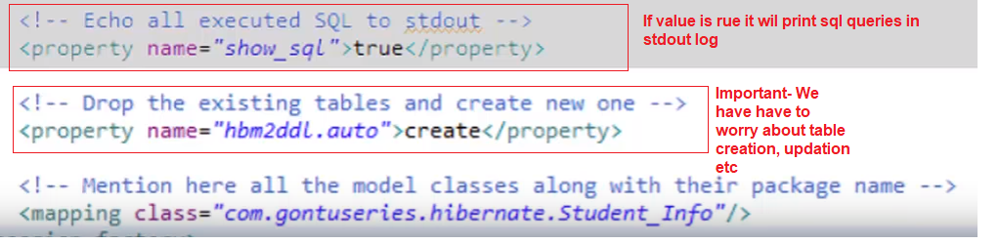 <!-- Echo all executed SQL to stdout -->
<property name="show_sql">true</property>
If value is rue it wil print sql queries in
stdout log
<!-- Drop the existing tables and create new one -->
<property name="hbm2ddl.auto">create</property>
Important- We
have have to
worry about table
creation, updation
etc
<!-- Mention here all the model classes along with their package name -->
<mapping class="com.gontuseries.hibernate.Student_Info"/>